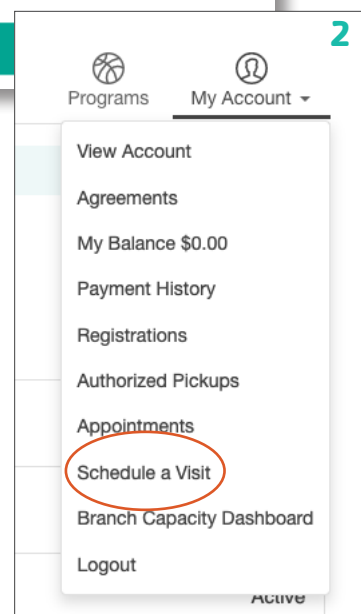 2
Programs My Account
View Account
Agreements
My Balance $0.00
Payment History
Registrations
Authorized Pickups
Appointments
Schedule a Visit
Branch Capacity Dashboard
Logout
Active